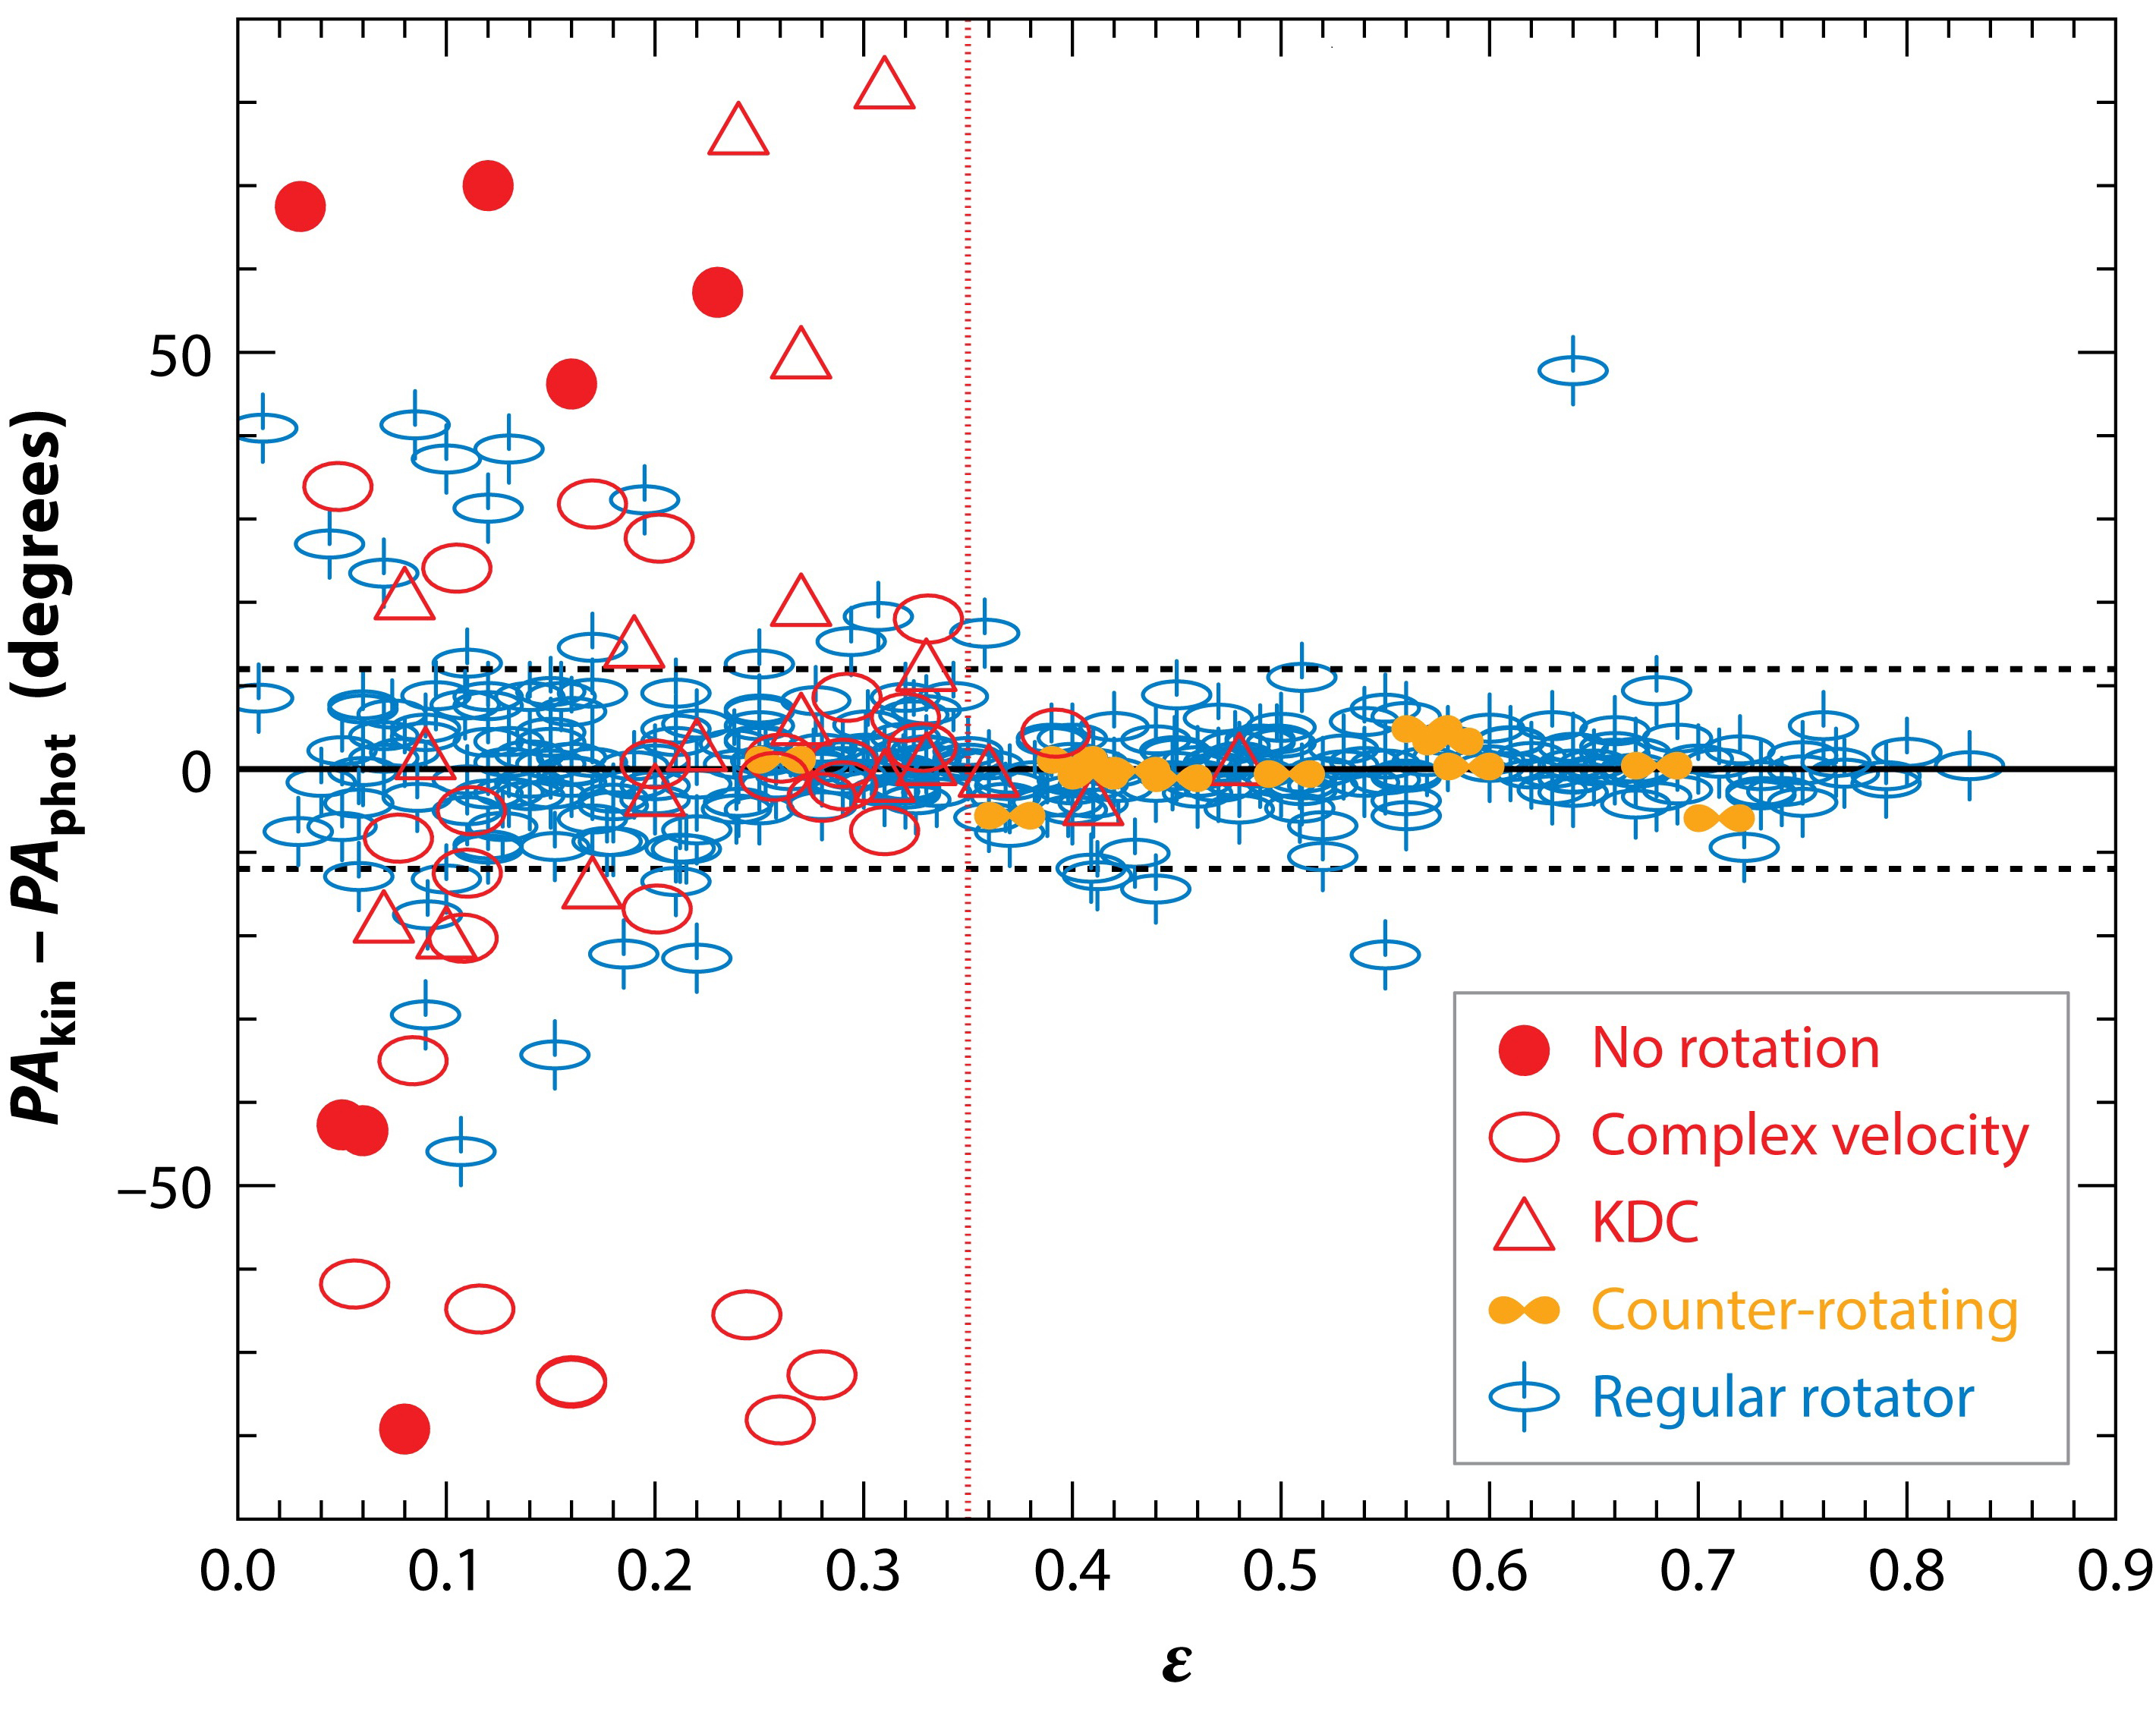 PAkin – PAphot (degrees)
50
0
–50
No rotation
Complex velocity
KDC
Counter-rotating
Regular rotator
0.0 0.1 0.2 0.3 0.4 0.5 0.6 0.7 0.8 0.9
ε